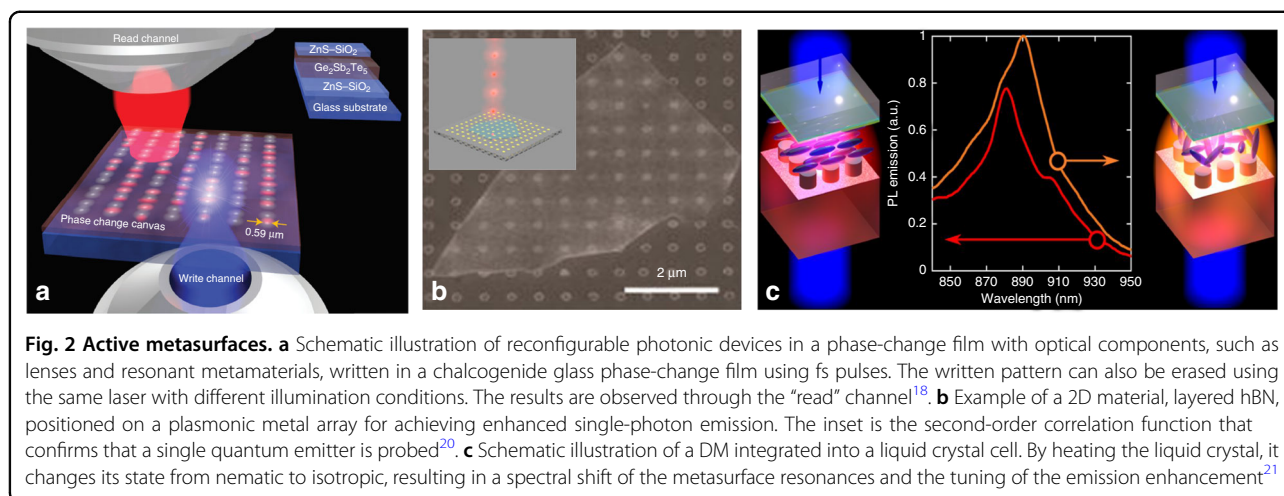 Read channel
ZnS–SiO2
Ge2Sb2Te5
ZnS–SiO2
Glass substrate
Phase change canvas
0.59 μm
Write channel
a
2 μm
b
1
0.8
0.6
0.4
0.2
0
PL emission (a.u.)
850 870 890 910 930 950
Wavelength (nm)
c
Fig. 2 Active metasurfaces. a Schematic illustration of reconfigurable photonic devices in a phase-change film with optical components, such as
lenses and resonant metamaterials, written in a chalcogenide glass phase-change film using fs pulses. The written pattern can also be erased using
the same laser with different illumination conditions. The results are observed through the “read” channel18. b Example of a 2D material, layered hBN,
positioned on a plasmonic metal array for achieving enhanced single-photon emission. The inset is the second-order correlation function that
confirms that a single quantum emitter is probed20. c Schematic illustration of a DM integrated into a liquid crystal cell. By heating the liquid crystal, it
changes its state from nematic to isotropic, resulting in a spectral shift of the metasurface resonances and the tuning of the emission enhancement21